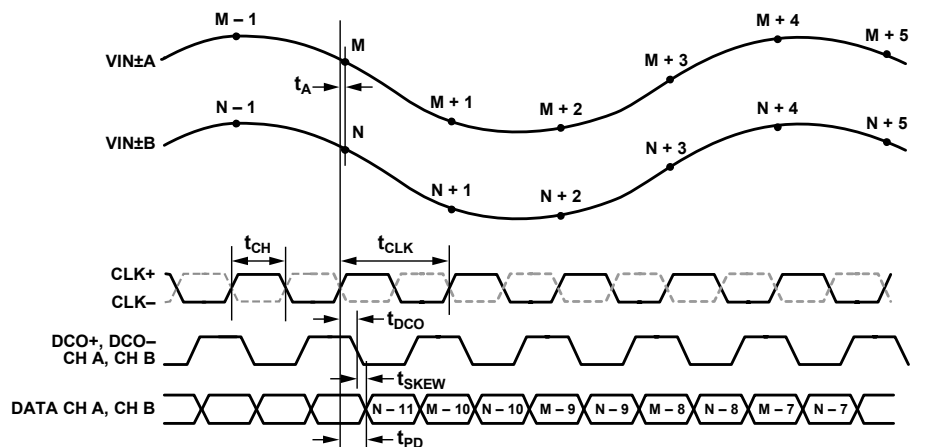 M – 1
M
M + 1
M + 2
M + 3
M + 4
M + 5
VIN±A
tA
N – 1
N
N + 1
N + 2
N + 3
N + 4
N + 5
VIN±B
tCH
tCLK
CLK+
CLK–
tDCO
DCO+, DCO–
CH A, CH B
tSKEW
DATA CH A, CH B
N – 11
M – 10
N – 10
M – 9
N – 9
M – 8
N – 8
M – 7
N – 7
tPD